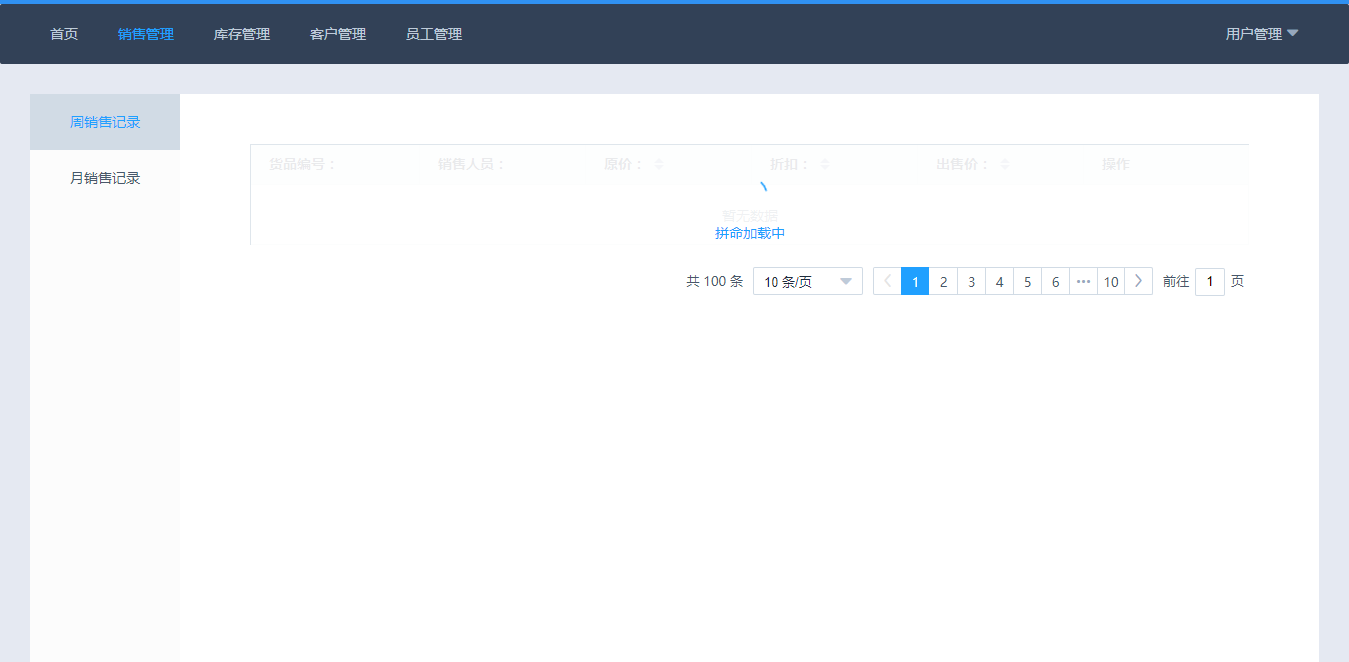 首页 销售管理 库存管理 客户管理 员工管理 用户管理
周销售记录
月销售记录
货品编号： 销售人员： 原价： 折扣： 出售价： 操作
暂无数据
拼命加载中
共 100 条 10 条/页 1 2 3 4 5 6 ••• 10 前往 1 页